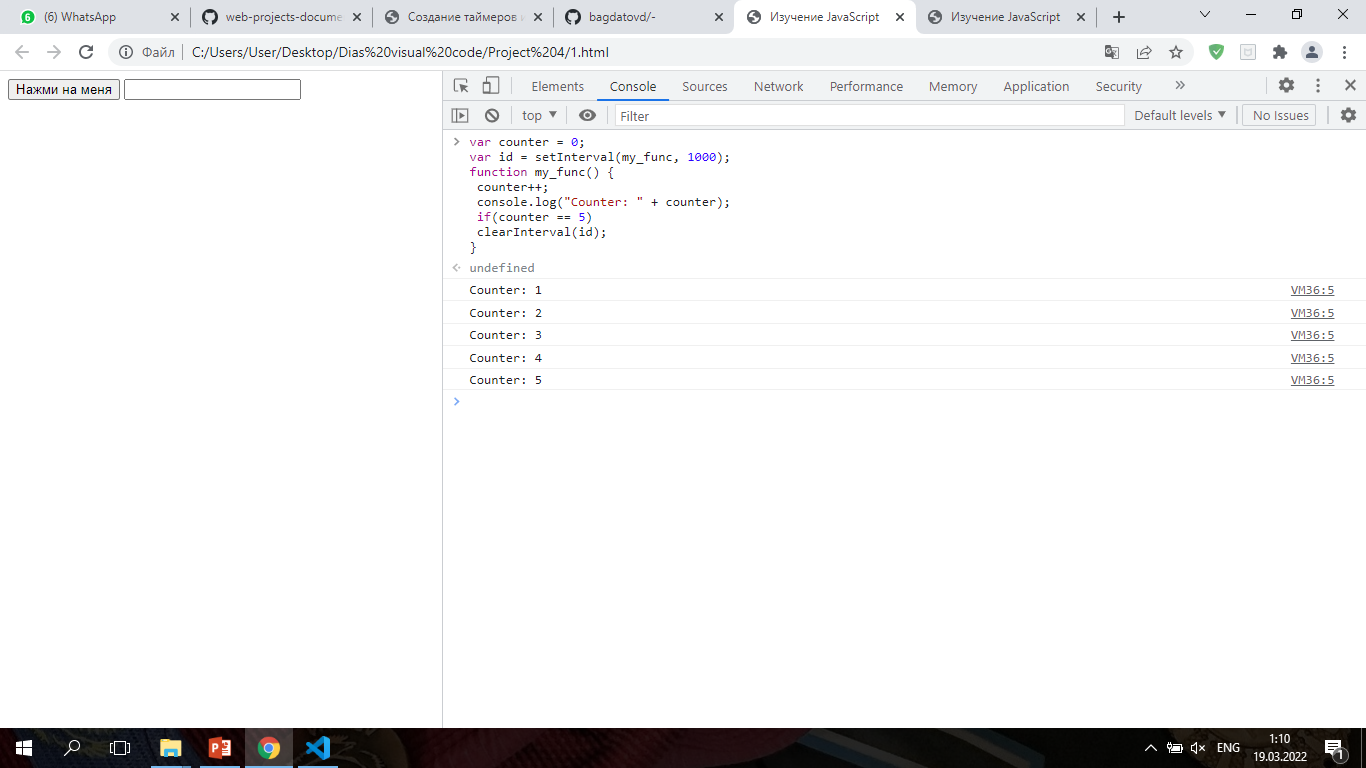 6 (6) WhatsApp
web-projects-docume
Создание таймеров
bagdatovd/-
Изучение JavaScript
Изучение JavaScript
Файл C:/Users/User/Desktop/Dias%20visual%20code/Project%204/1.html
Нажми на меня
Elements Console Sources Network Performance Memory Application Security »
top Filter Default levels No Issues
var counter = 0;
var id = setInterval(my_func, 1000);
function my_func() {
counter++;
console.log("Counter: " + counter);
if(counter == 5)
clearInterval(id);
}
undefined
Counter: 1 VM36:5
Counter: 2 VM36:5
Counter: 3 VM36:5
Counter: 4 VM36:5
Counter: 5 VM36:5
ENG
1:10
19.03.2022
1